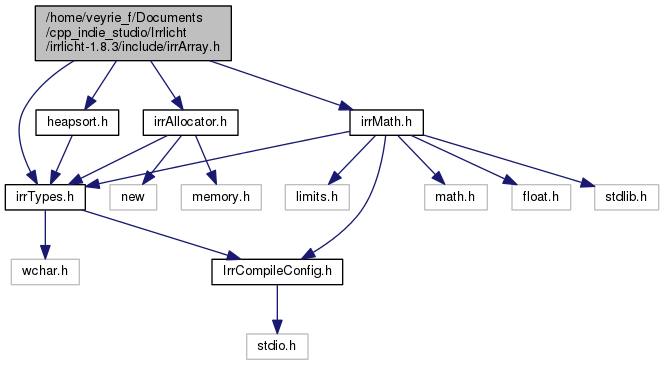 /home/veyrie_f/Documents
/cpp_indie_studio/Irrlicht
/irrlicht-1.8.3/include/irrArray.h
heapsort.h
irrAllocator.h
irrMath.h
irrTypes.h
new
memory.h
limits.h
math.h
float.h
stdlib.h
wchar.h
IrrCompileConfig.h
stdio.h